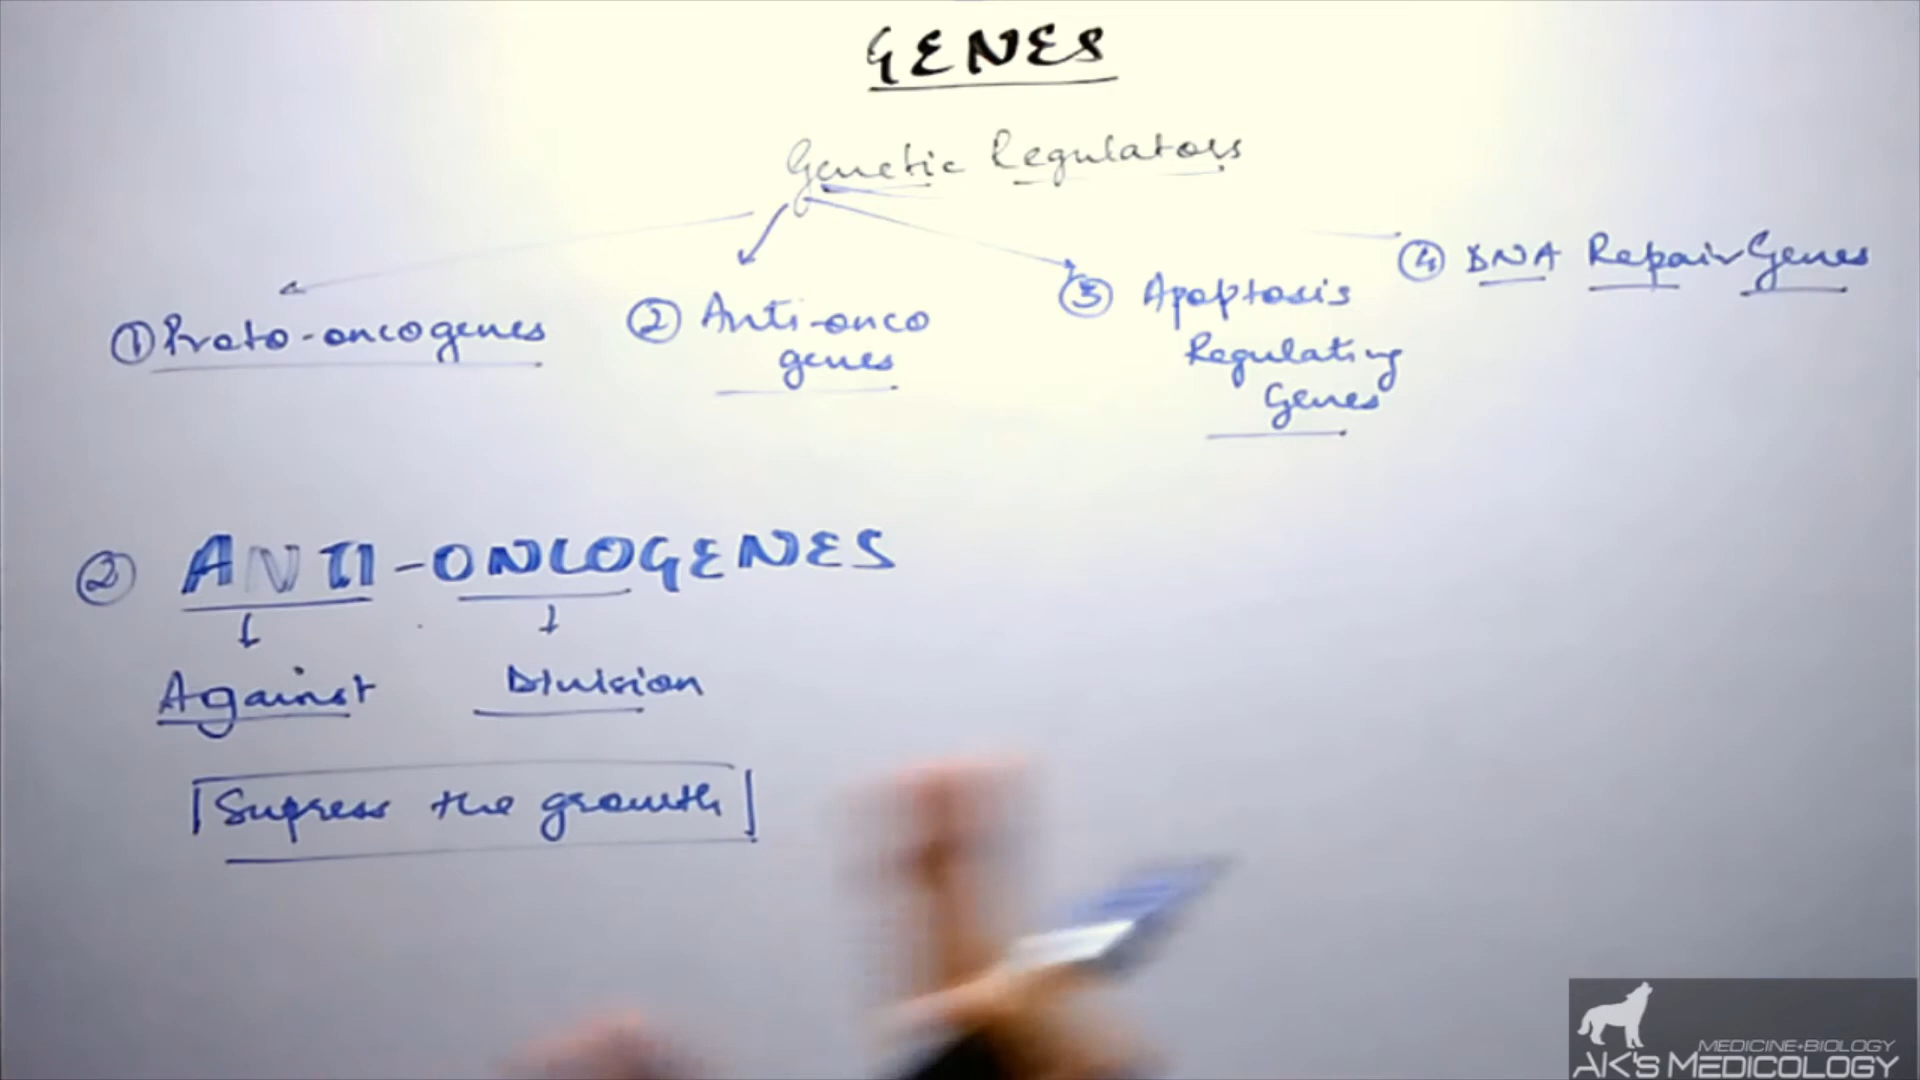 GENES
Genetic Regulators
① Proto-oncogenes
② Anti-onco
genes
③ Apoptosis
Regulating
Genes
④ DNA Repair Genes
② ANTI-ONCOGENES
Against
Division
Supress the growth
MEDICINE+BIOLOGY
AK'S MEDICOLOGY